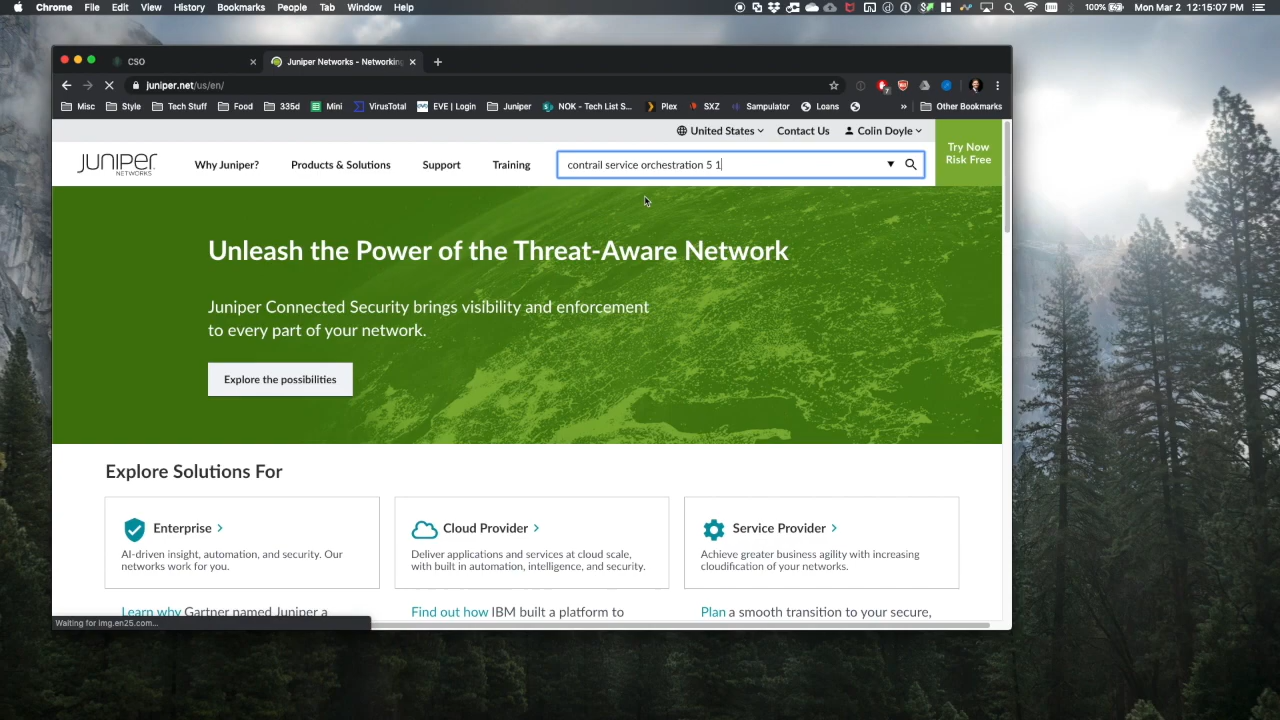 Chrome File Edit View History Bookmarks People Tab Window Help 100% Mon Mar 2 12:15:07 PM
CSO
Juniper Networks - Networking
juniper.net/us/en/
Misc Style Tech Stuff Food 335d Mini VirusTotal EVE | Login Juniper NOK - Tech List S... Plex SXZ Sampulator Loans » Other Bookmarks
United States Contact Us Colin Doyle
Try Now
Risk Free
JUNIPER
NETWORKS
Why Juniper? Products & Solutions Support Training contrail service orchestration 5 1
Unleash the Power of the Threat-Aware Network
Juniper Connected Security brings visibility and enforcement
to every part of your network.
Explore the possibilities
Explore Solutions For
Enterprise >
AI-driven insight, automation, and security. Our
networks work for you.
Cloud Provider >
Deliver applications and services at cloud scale,
with built in automation, intelligence, and security.
Service Provider >
Achieve greater business agility with increasing
cloudification of your networks.
Learn why Gartner named Juniper a
Find out how IBM built a platform to
Plan a smooth transition to your secure,
Waiting for img.en25.com...